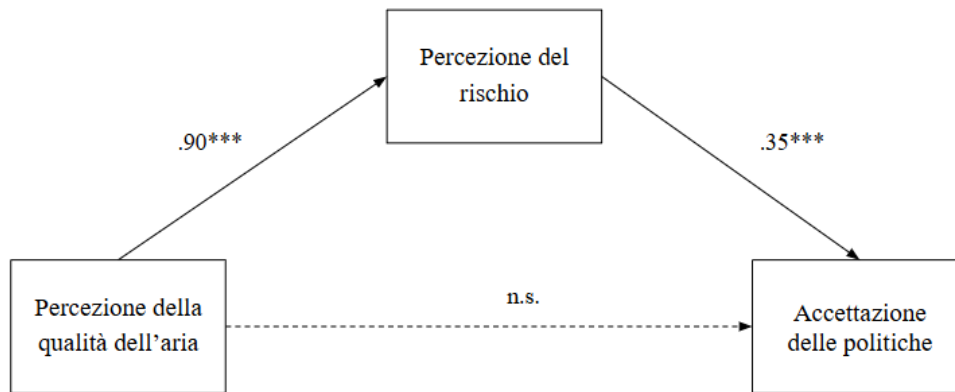 Percezione del
rischio
.90***
.35***
Percezione della
qualità dell’aria
n.s.
Accettazione
delle politiche